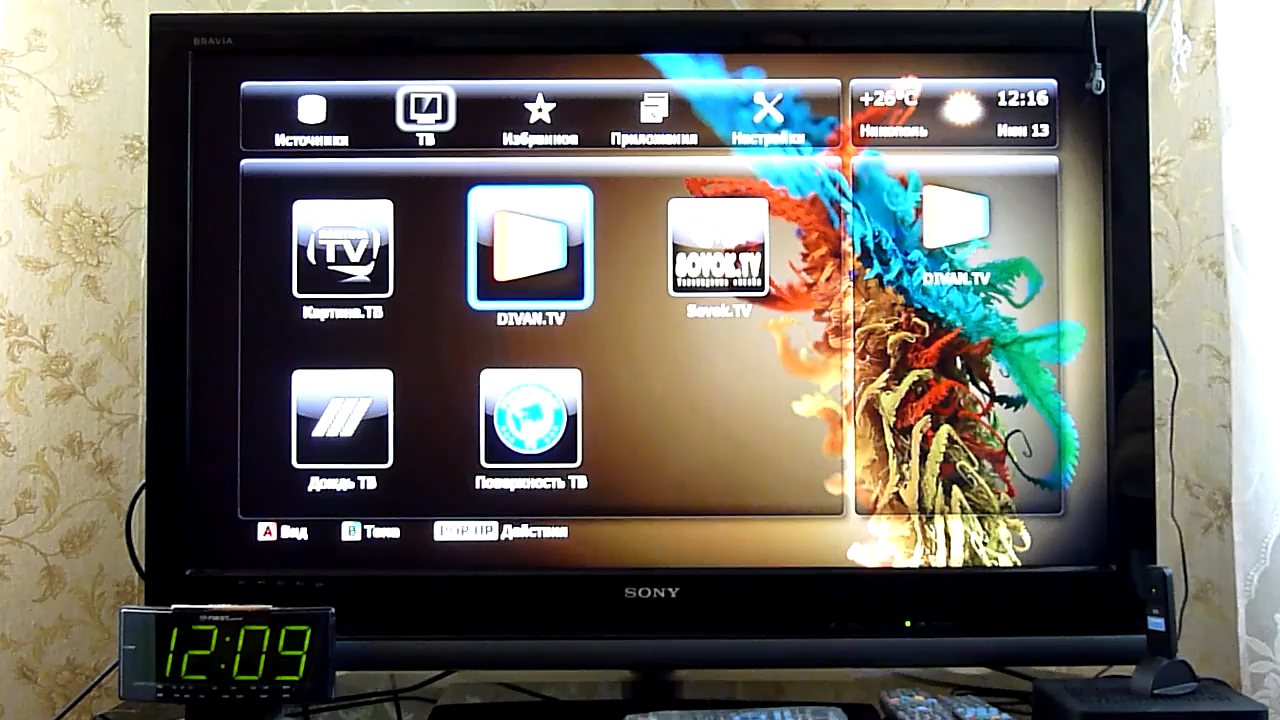 BRAVIA
Источники
ТВ
Избранное
Приложения
Настройки
+26°C
12:16
Никополь
Июн 13
TV
SOVOK.TV
Картина.ТВ
DIVAN.TV
Sovok.TV
DIVAN.TV
Дождь ТВ
Поверхность ТВ
A Вид
B Тема
POP UP Действия
SONY
FIRST
12:09